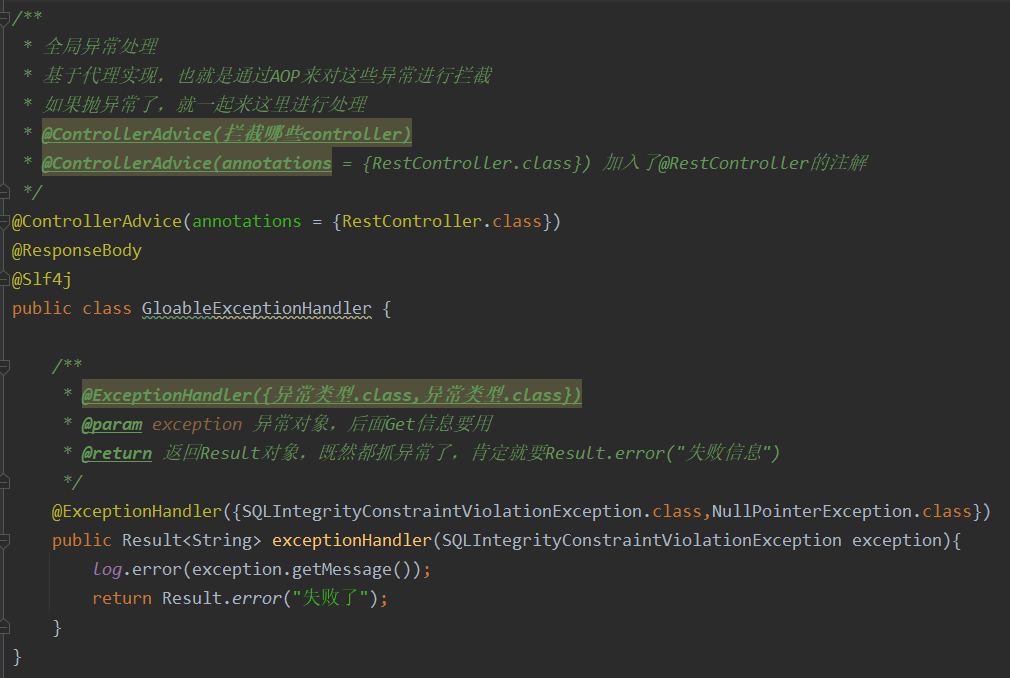 /**
 * 全局异常处理
 * 基于代理实现，也就是通过AOP来对这些异常进行拦截
 * 如果抛异常了，就一起来这里进行处理
 * @ControllerAdvice(拦截哪些controller)
 * @ControllerAdvice(annotations = {RestController.class}) 加入了@RestController的注解
 */
@ControllerAdvice(annotations = {RestController.class})
@ResponseBody
@Slf4j
public class GloableExceptionHandler {
    /**
     * @ExceptionHandler({异常类型.class,异常类型.class})
     * @param exception 异常对象，后面Get信息要用
     * @return 返回Result对象，既然都抓异常了，肯定就要Result.error("失败信息")
     */
    @ExceptionHandler({SQLIntegrityConstraintViolationException.class,NullPointerException.class})
    public Result<String> exceptionHandler(SQLIntegrityConstraintViolationException exception){
        log.error(exception.getMessage());
        return Result.error("失败了");
    }
}